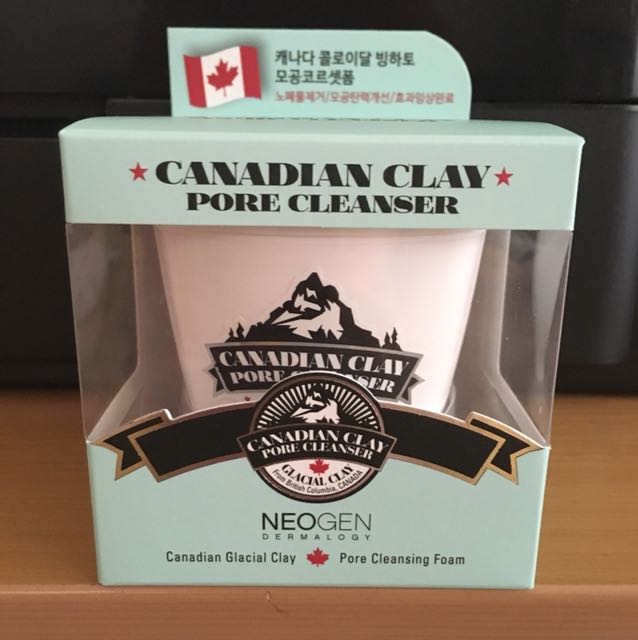 캐나다 콜로이달 빙하토
모공코르셋폼
노폐물제거/모공탄력개선/효과임상완료
CANADIAN CLAY
PORE CLEANSER
CANADIAN CLAY
PORE CLEANSER
CANADIAN CLAY
PORE CLEANSER
GLACIAL CLAY
From British Columbia, CANADA
NEOGEN
DERMALOGY
Canadian Glacial Clay Pore Cleansing Foam